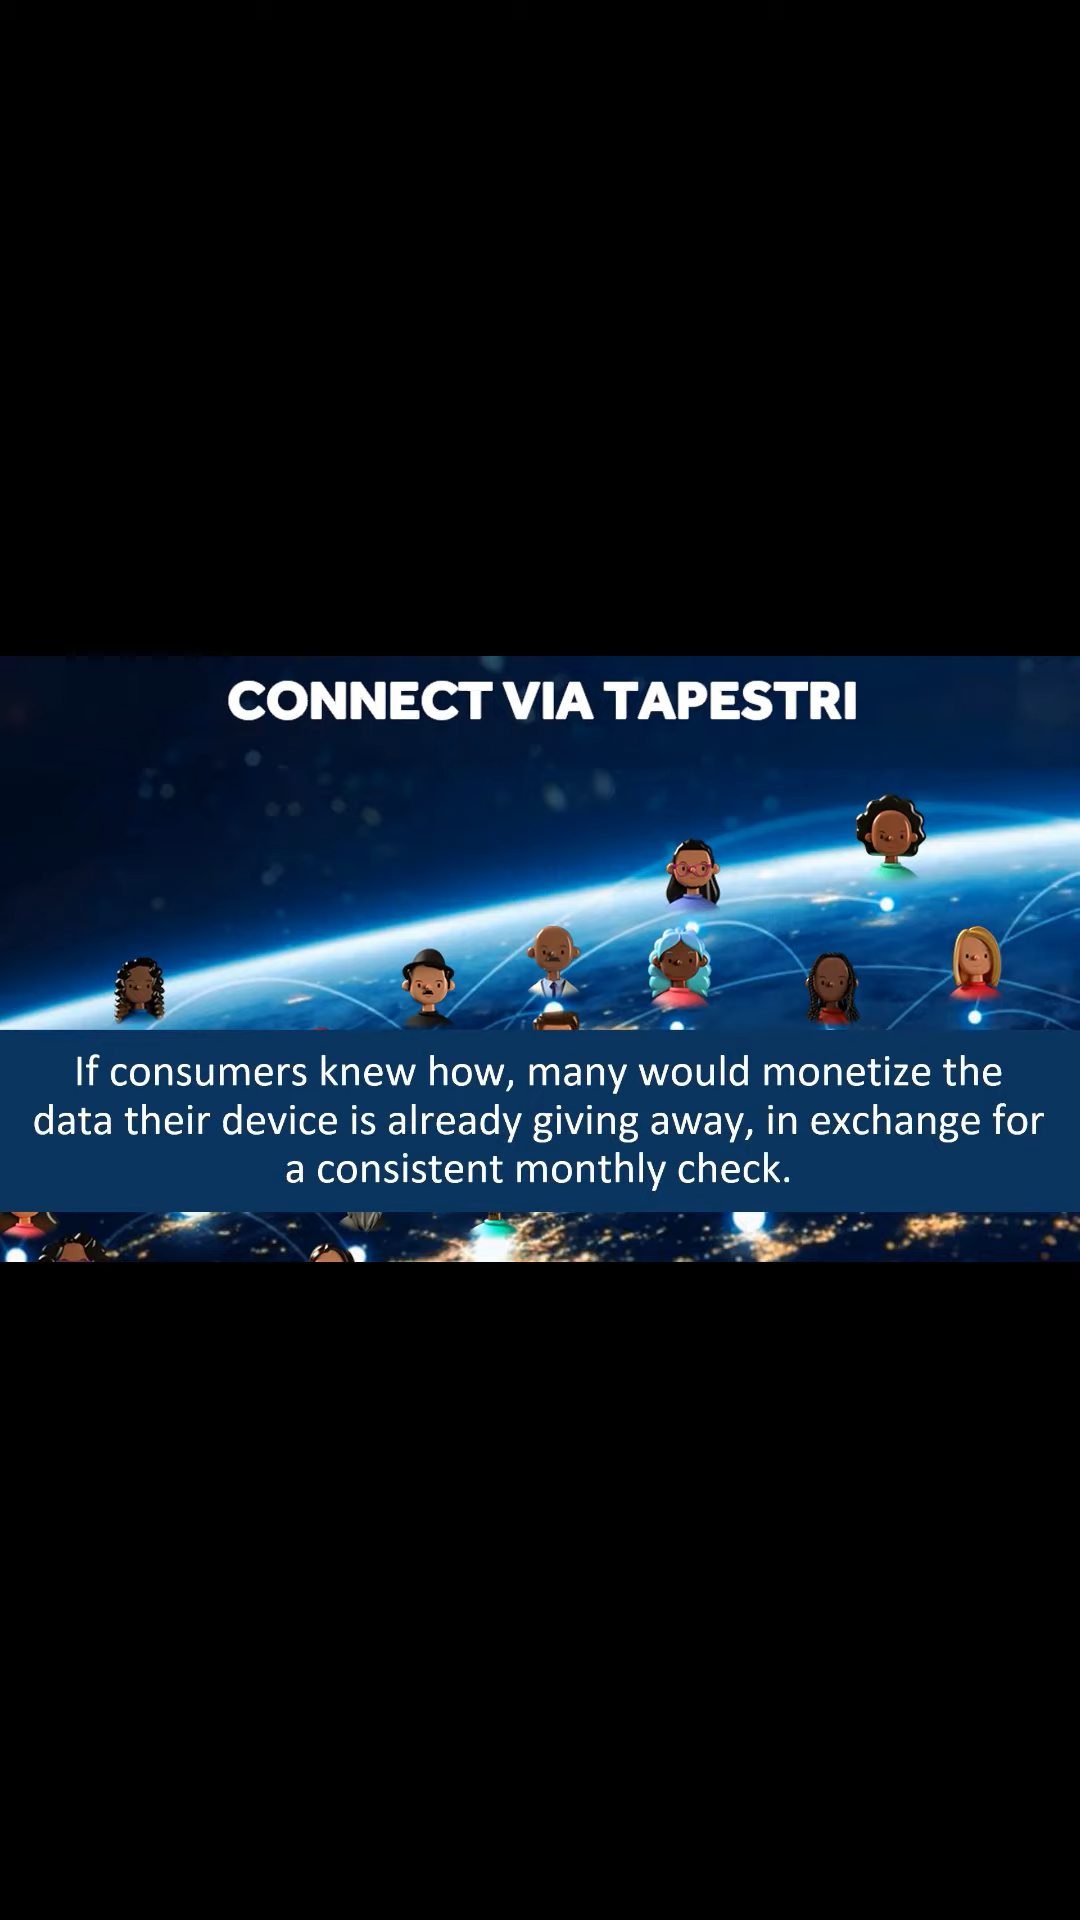 CONNECT VIA TAPESTRI
If consumers knew how, many would monetize the
data their device is already giving away, in exchange for
a consistent monthly check.